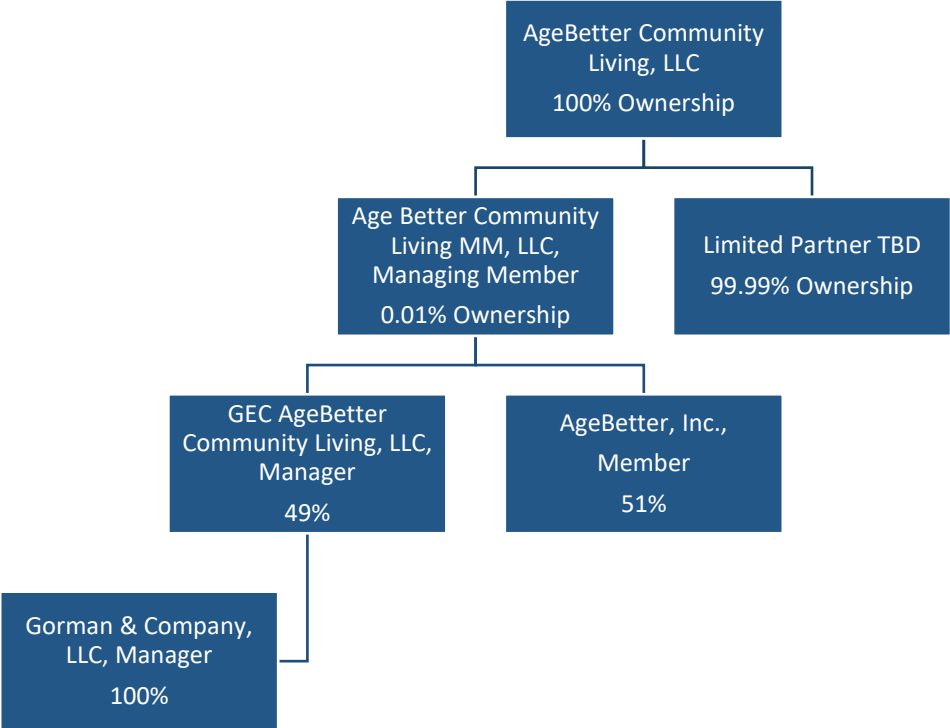 AgeBetter Community
Living, LLC
100% Ownership
Age Better Community
Living MM, LLC,
Managing Member
0.01% Ownership
Limited Partner TBD
99.99% Ownership
GEC AgeBetter
Community Living, LLC,
Manager
49%
AgeBetter, Inc.,
Member
51%
Gorman & Company,
LLC, Manager
100%